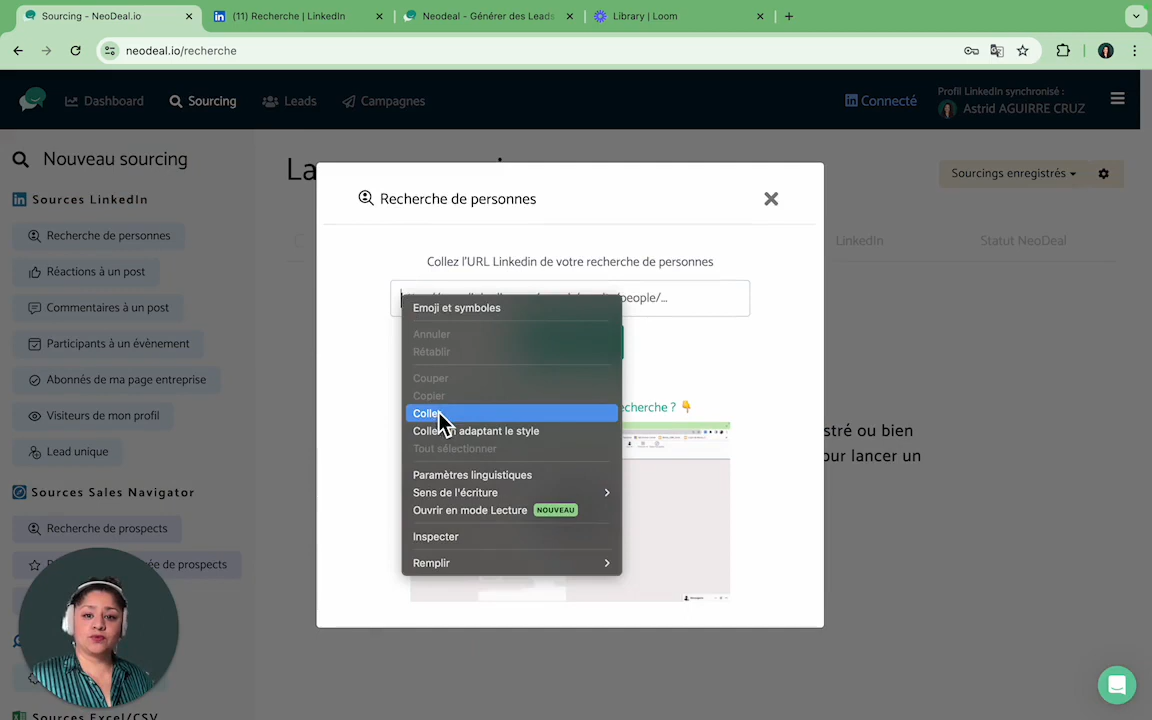 Sourcing - NeoDeal.io
(11) Recherche | LinkedIn
Neodeal - Générer des Leads
Library | Loom
neodeal.io/recherche
Dashboard
Sourcing
Leads
Campagnes
Connecté
Profil LinkedIn synchronisé :
Astrid AGUIRRE CRUZ
Nouveau sourcing
Sources LinkedIn
Recherche de personnes
Réactions à un post
Commentaires à un post
Participants à un évènement
Abonnés de ma page entreprise
Visiteurs de mon profil
Lead unique
Sources Sales Navigator
Recherche de prospects
ée de prospects
Sources Excel/CSV
La
Sourcings enregistrés
LinkedIn
Statut NeoDeal
tré ou bien
our lancer un
Recherche de personnes
Collez l'URL Linkedin de votre recherche de personnes
people/...
echerche ? 👇
Emoji et symboles
Annuler
Rétablir
Couper
Copier
Coller
Coller en adaptant le style
Tout sélectionner
Paramètres linguistiques
Sens de l'écriture
Ouvrir en mode Lecture NOUVEAU
Inspecter
Remplir